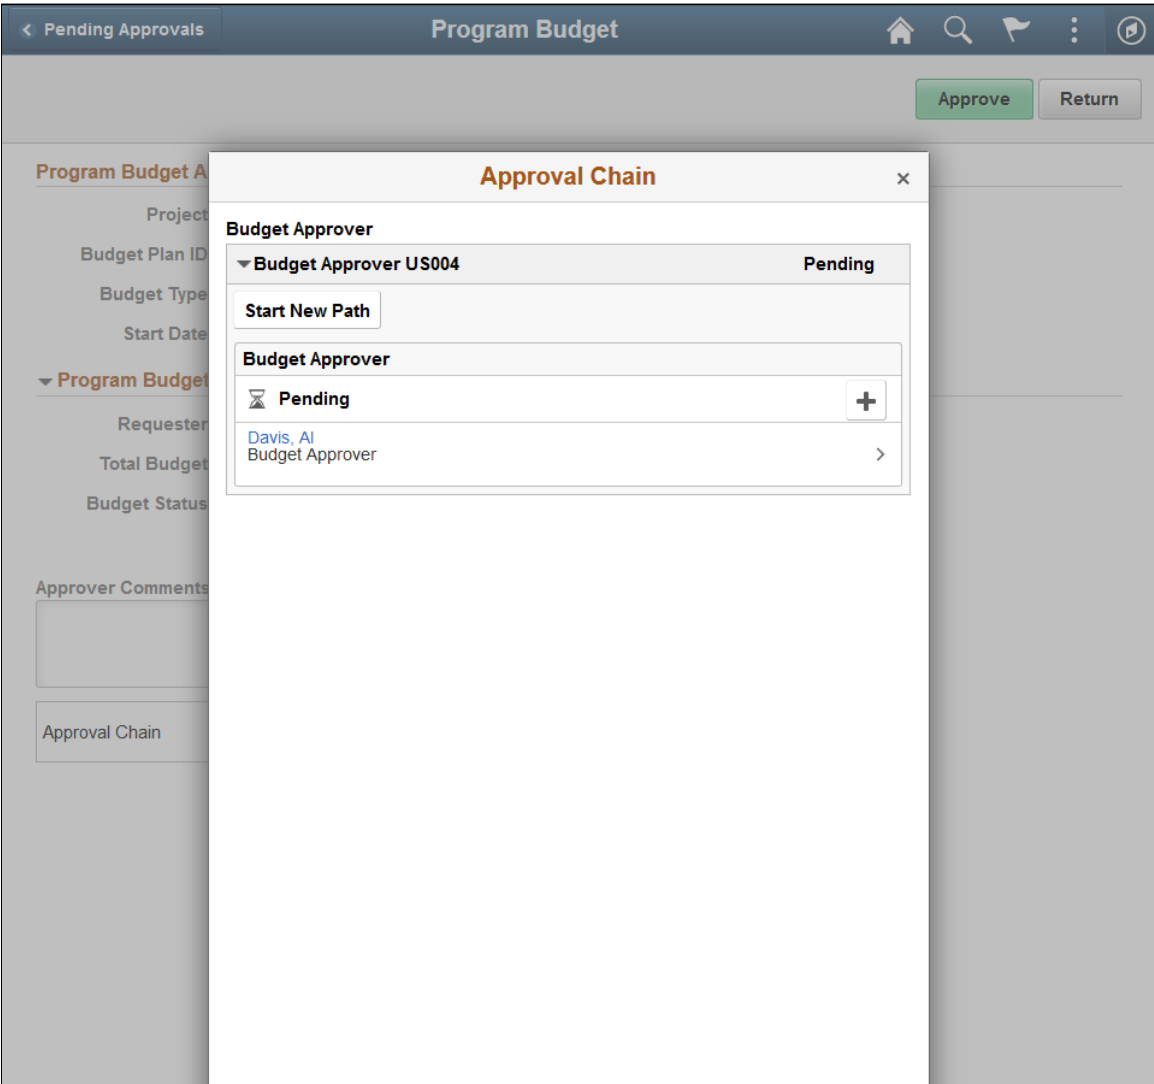 Pending Approvals
Program Budget
Approve
Return
Program Budget A
Project
Budget Plan ID
Budget Type
Start Date
Program Budget
Requester
Total Budget
Budget Status
Approver Comments
Approval Chain
Approval Chain
×
Budget Approver
Budget Approver US004 Pending
Start New Path
Budget Approver
Pending
Davis, Al
Budget Approver